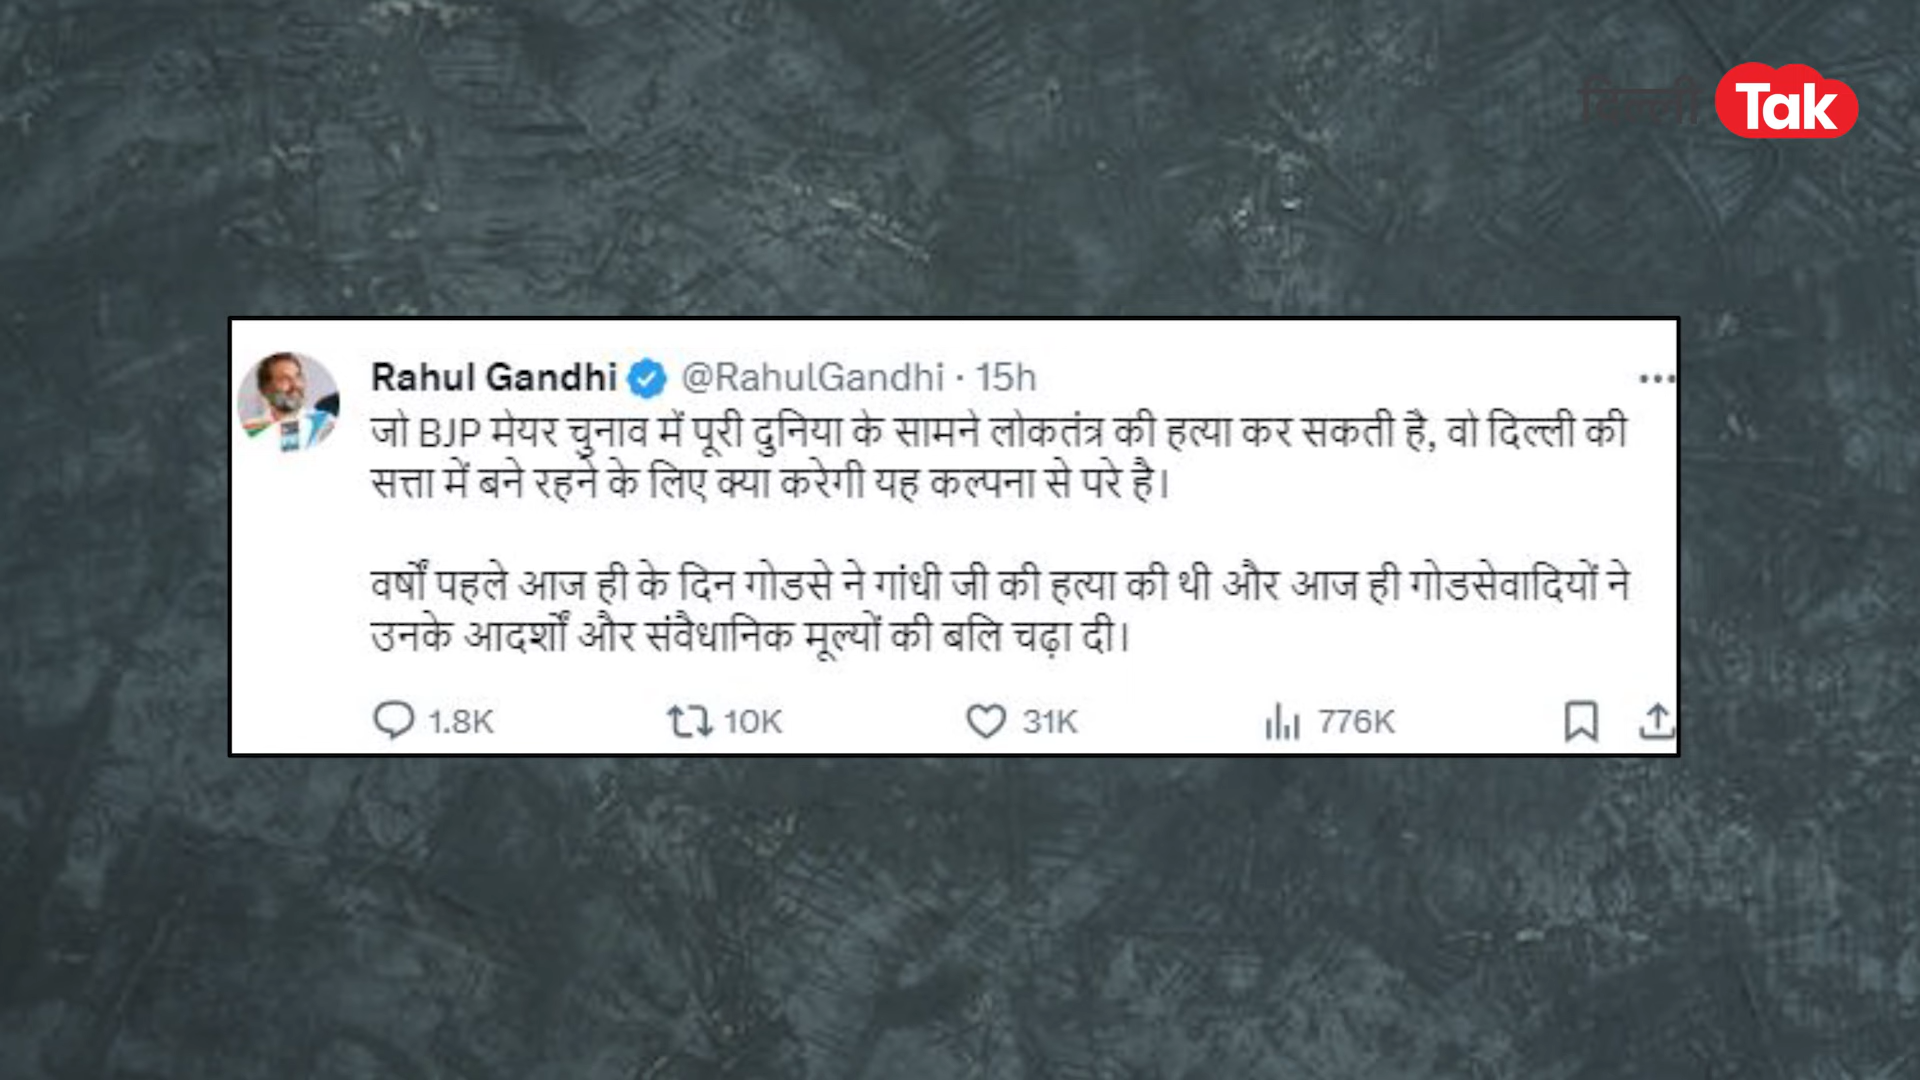 Tak
Rahul Gandhi @RahulGandhi · 15h
जो BJP मेयर चुनाव में पूरी दुनिया के सामने लोकतंत्र की हत्या कर सकती है, वो दिल्ली की
सत्ता में बने रहने के लिए क्या करेगी यह कल्पना से परे है।
वर्षों पहले आज ही के दिन गोडसे ने गांधी जी की हत्या की थी और आज ही गोडसेवादियों ने
उनके आदर्शों और संवैधानिक मूल्यों की बलि चढ़ा दी।
1.8K 10K 31K 776K